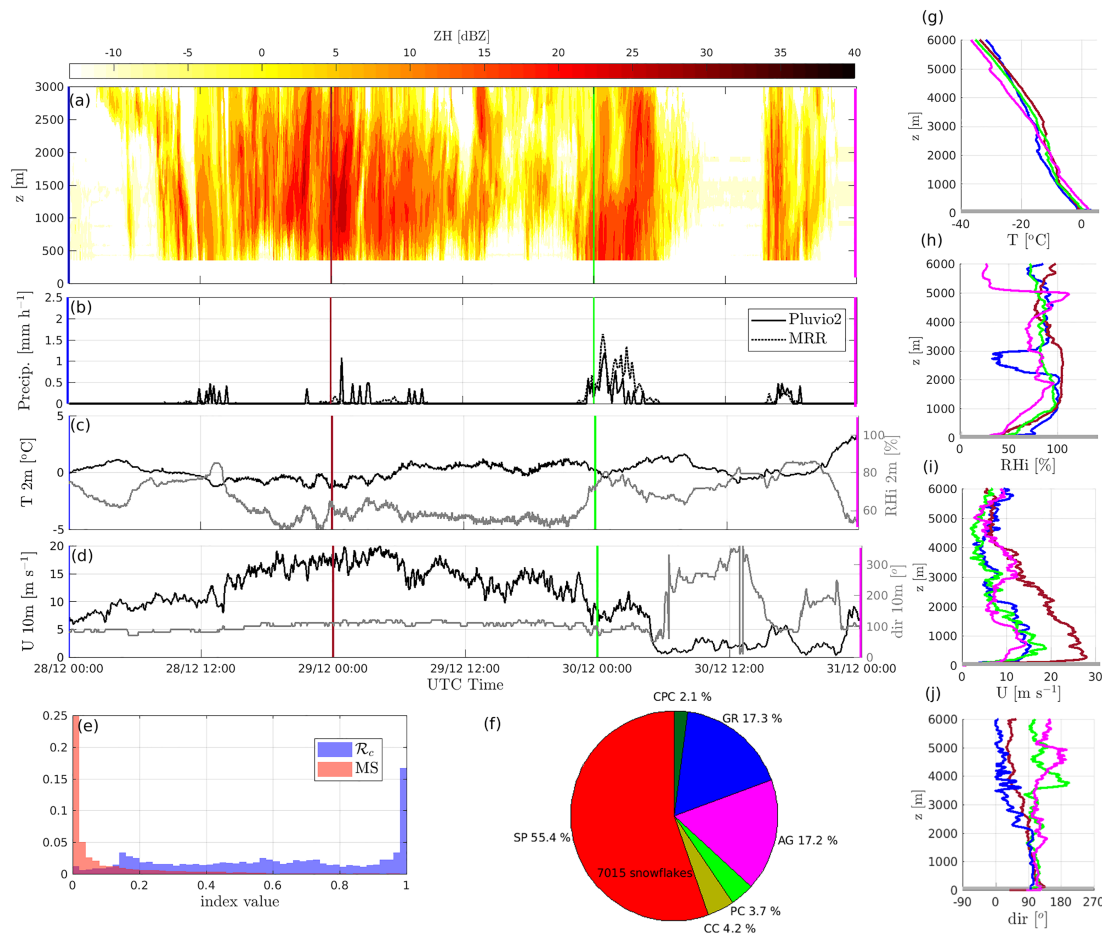 ZH [dBZ]
-10 -5 0 5 10 15 20 25 30 35 40
(a)
z [m]
3000
2500
2000
1500
1000
500
0
(b)
Precip. [mm h⁻¹]
2.5
2
1.5
1
0.5
0
Pluvio2
MRR
(c)
T 2m [°C]
5
0
-5
RHi 2m [%]
100
80
60
(d)
U 10m [m s⁻¹]
20
15
10
5
0
dir 10m [°]
300
200
100
0
28/12 00:00 28/12 12:00 29/12 00:00 29/12 12:00 30/12 00:00 30/12 12:00 31/12 00:00
UTC Time
(e)
0.25
0.2
0.15
0.1
0.05
0
ℛc
MS
0 0.2 0.4 0.6 0.8 1
index value
(f)
CPC 2.1 %
GR 17.3 %
AG 17.2 %
PC 3.7 %
CC 4.2 %
SP 55.4 %
7015 snowflakes
(g)
z [m]
6000
5000
4000
3000
2000
1000
0
-40 -20 0
T [°C]
(h)
z [m]
6000
5000
4000
3000
2000
1000
0
0 50 100
RHi [%]
(i)
z [m]
6000
5000
4000
3000
2000
1000
0
0 10 20 30
U [m s⁻¹]
(j)
z [m]
6000
5000
4000
3000
2000
1000
0
-90 0 90 180 270
dir [°]